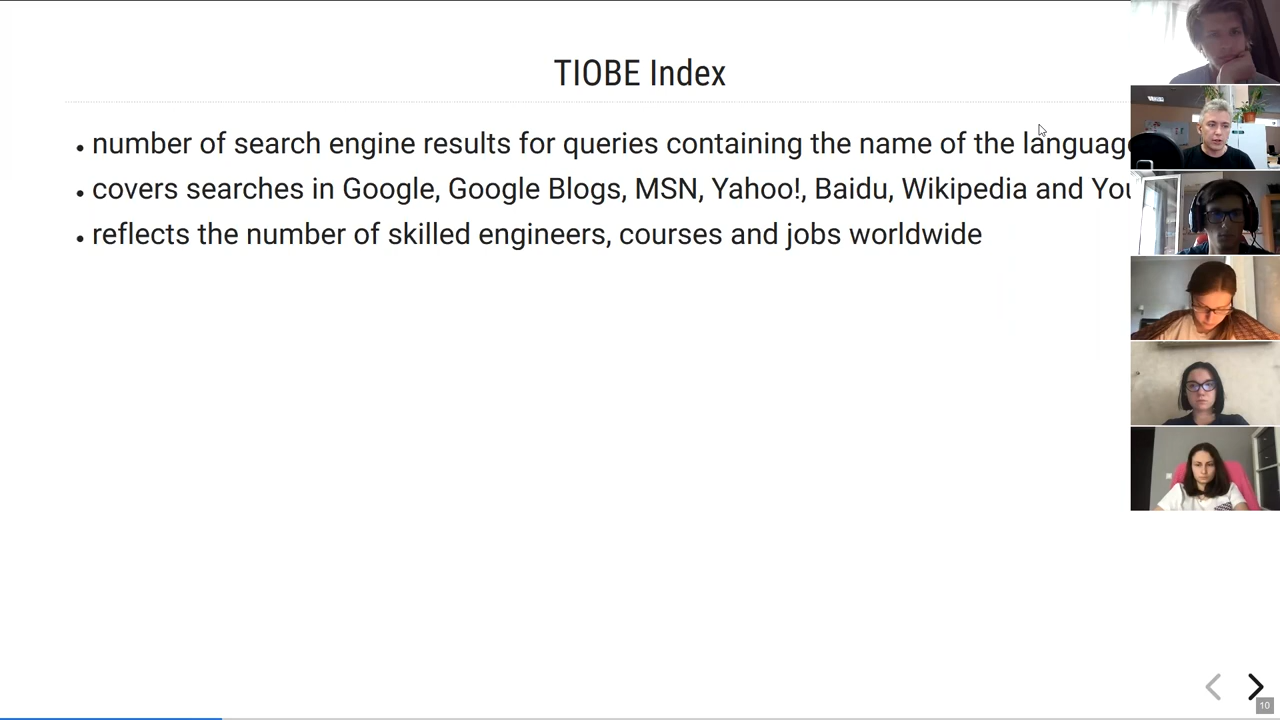 TIOBE Index
• number of search engine results for queries containing the name of the languag
• covers searches in Google, Google Blogs, MSN, Yahoo!, Baidu, Wikipedia and You
• reflects the number of skilled engineers, courses and jobs worldwide
10